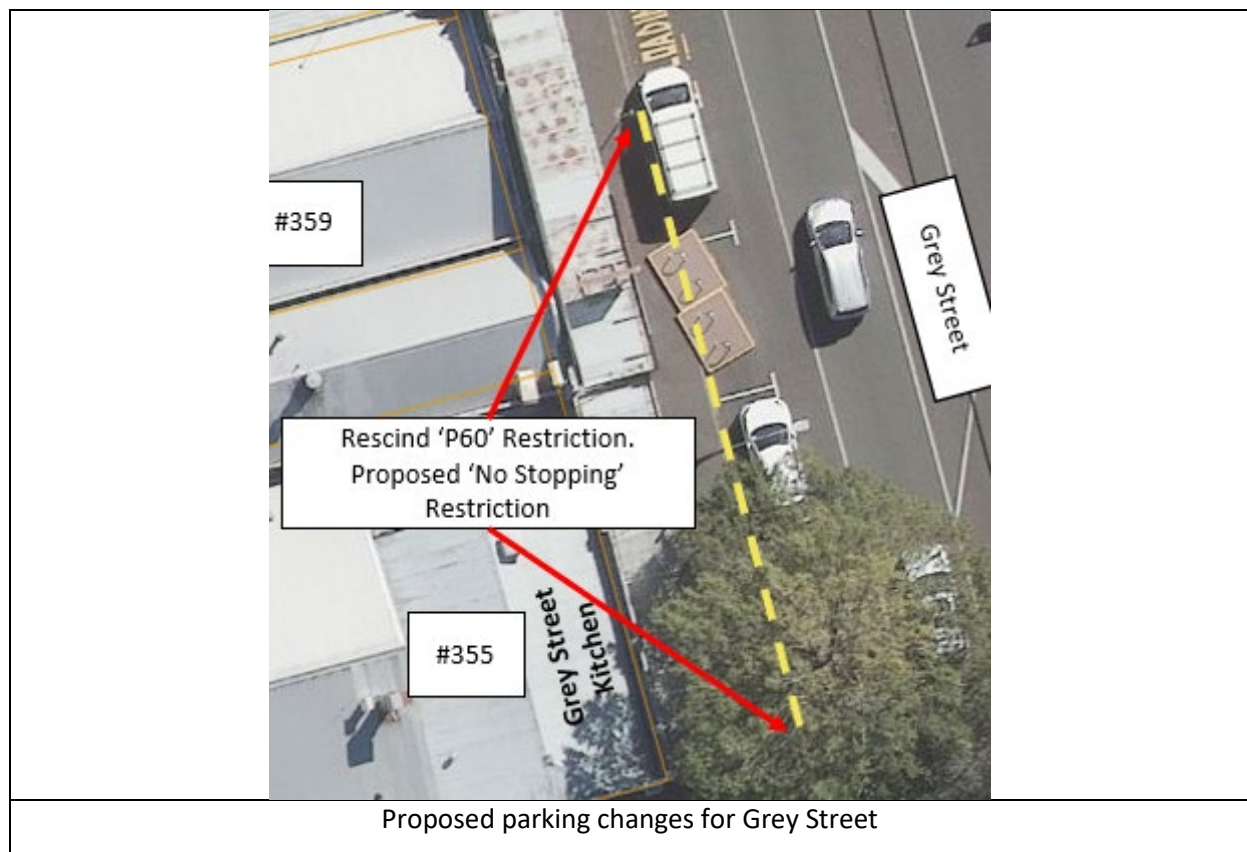 #359
Grey Street
Rescind ‘P60’ Restriction.
Proposed ‘No Stopping’
Restriction
#355
Grey Street
Kitchen
Proposed parking changes for Grey Street